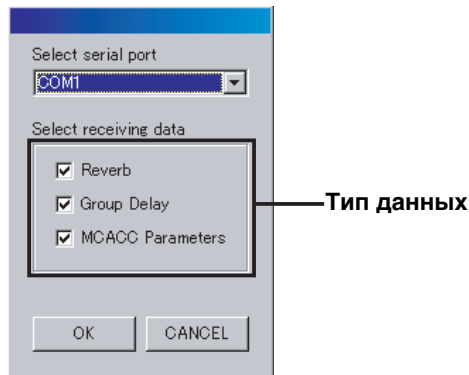 Select serial port
COM1
Select receiving data
Reverb
Group Delay
MCACC Parameters
Тип данных
OK
CANCEL